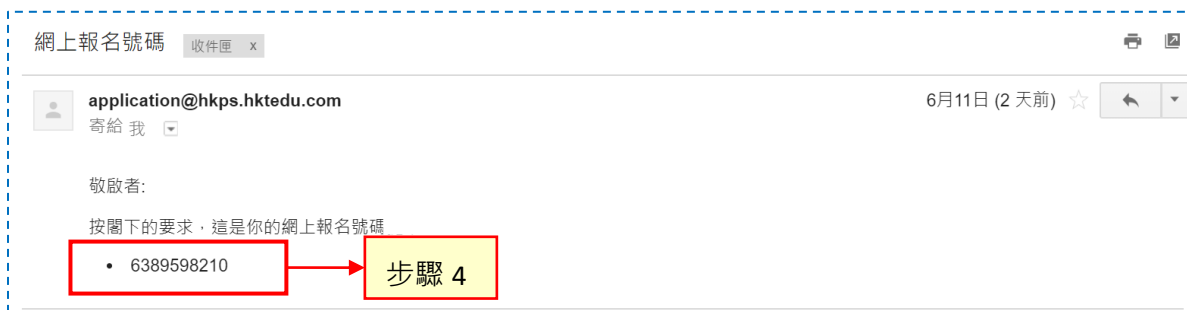 網上報名號碼 收件匣 x
application@hkps.hktedu.com 6月11日 (2 天前)
寄給 我
敬啟者:
按閣下的要求，這是你的網上報名號碼
• 6389598210
步驟 4